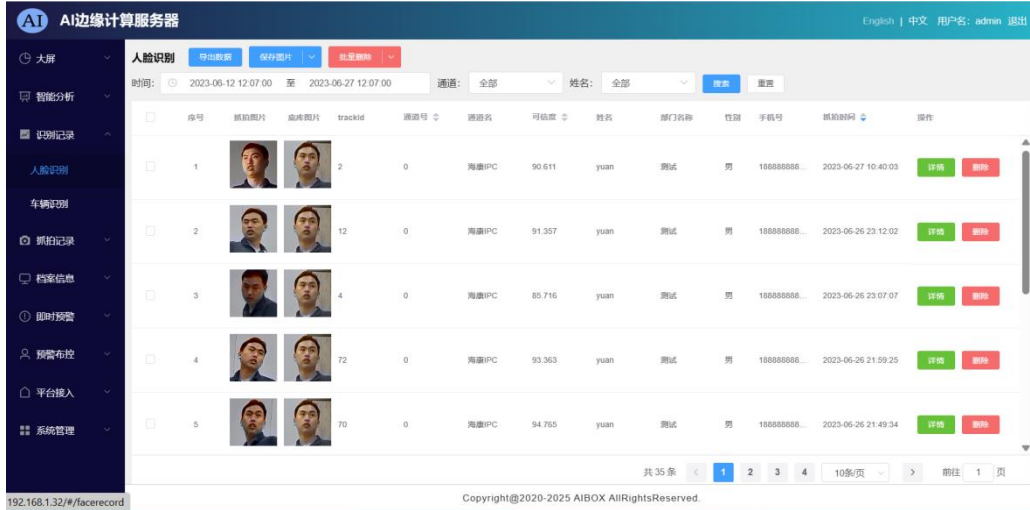 AI AI边缘计算服务器 English | 中文 用户名: admin 退出
大屏
智能分析
识别记录
人脸识别
车辆识别
抓拍记录
档案信息
即时预警
预警布控
平台接入
系统管理
人脸识别 导出数据 保存图片 批量删除
时间: 2023-06-12 12:07:00 至 2023-06-27 12:07:00 通道: 全部 姓名: 全部 搜索 重置
序号 抓拍图片 底库图片 trackId 通道号 通道名 可信度 姓名 部门名称 性别 手机号 抓拍时间 操作
1 2 0 海康IPC 90.611 yuan 测试 男 188888888... 2023-06-27 10:40:03 详情 删除
2 12 0 海康IPC 91.357 yuan 测试 男 188888888... 2023-06-26 23:12:02 详情 删除
3 4 0 海康IPC 85.716 yuan 测试 男 188888888... 2023-06-26 23:07:07 详情 删除
4 72 0 海康IPC 93.363 yuan 测试 男 188888888... 2023-06-26 21:59:25 详情 删除
5 70 0 海康IPC 94.765 yuan 测试 男 188888888... 2023-06-26 21:49:34 详情 删除
共 35 条 1 2 3 4 10条/页 前往 1 页
Copyright@2020-2025 AIBOX AllRightsReserved.
192.168.1.32/#/facerecord